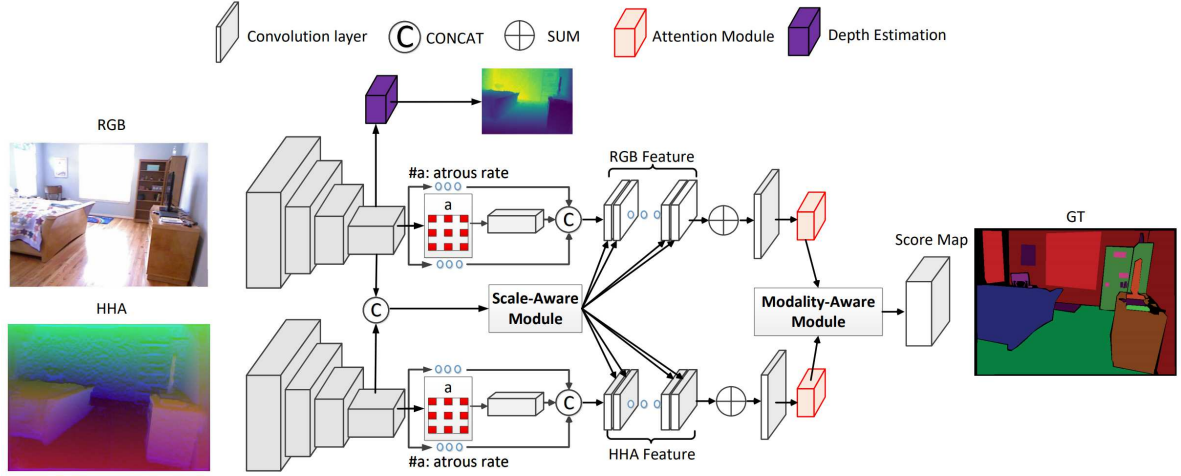 Convolution layer
C
CONCAT
SUM
Attention Module
Depth Estimation
RGB
RGB Feature
#a: atrous rate
a
C
GT
Score Map
HHA
C
Scale-Aware
Module
Modality-Aware
Module
a
C
#a: atrous rate
HHA Feature